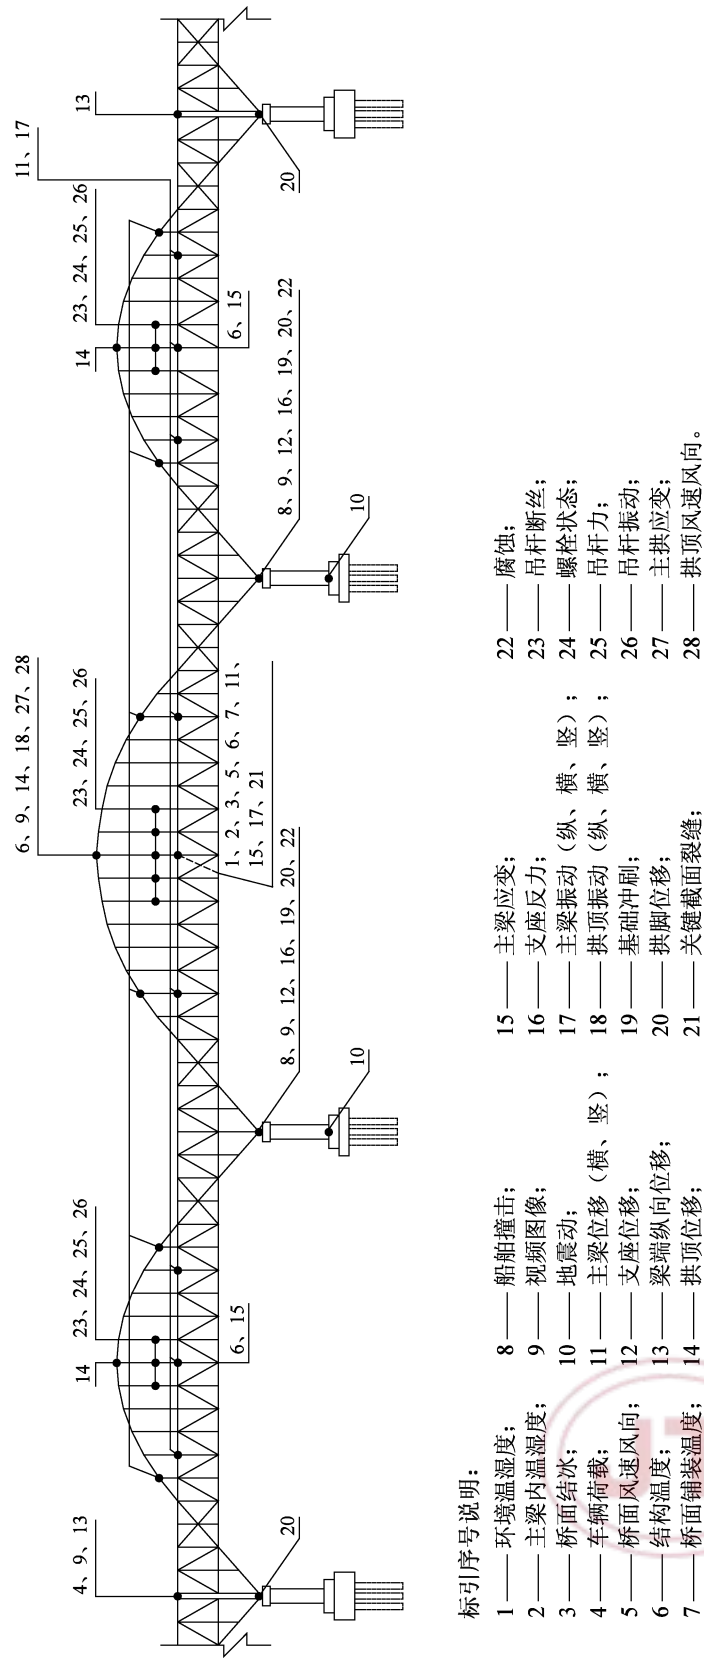 6、9、14、18、27、28
11、17
4、9、13
14
23、24、25、26
23、24、25、26
14
23、24、25、26
13
6、15
1、2、3、5、6、7、11、
15、17、21
6、15
20
8、9、12、16、19、20、22
8、9、12、16、19、20、22
20
10
10
标引序号说明：
1——环境温湿度；
2——主梁内温湿度；
3——桥面结冰；
4——车辆荷载；
5——桥面风速风向；
6——结构温度；
7——桥面铺装温度；
8——船舶撞击；
9——视频图像；
10——地震动；
11——主梁位移（横、竖）；
12——支座位移；
13——梁端纵向位移；
14——拱顶位移；
15——主梁应变；
16——支座反力；
17——主梁振动（纵、横、竖）；
18——拱顶振动（纵、横、竖）；
19——基础冲刷；
20——拱脚位移；
21——关键截面裂缝；
22——腐蚀；
23——吊杆断丝；
24——螺栓状态；
25——吊杆力；
26——吊杆振动；
27——主拱应变；
28——拱顶风速风向。